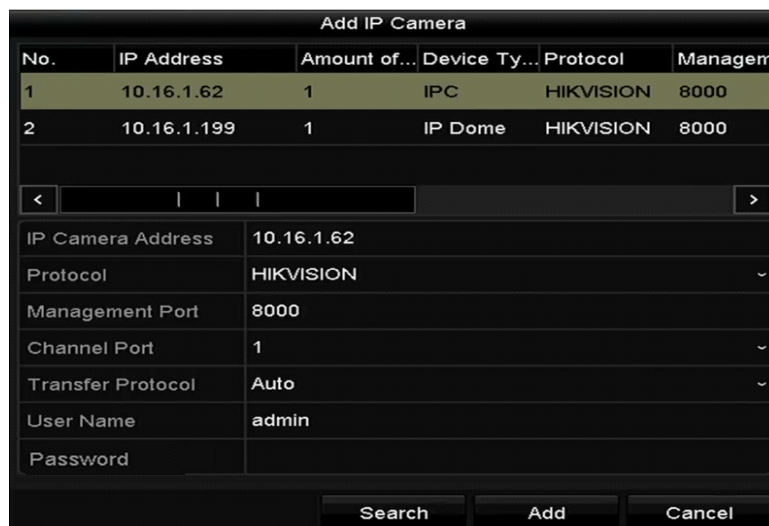 Add IP Camera
No. IP Address Amount of... Device Ty... Protocol Managem
1 10.16.1.62 1 IPC HIKVISION 8000
2 10.16.1.199 1 IP Dome HIKVISION 8000
IP Camera Address 10.16.1.62
Protocol HIKVISION
Management Port 8000
Channel Port 1
Transfer Protocol Auto
User Name admin
Password
Search Add Cancel